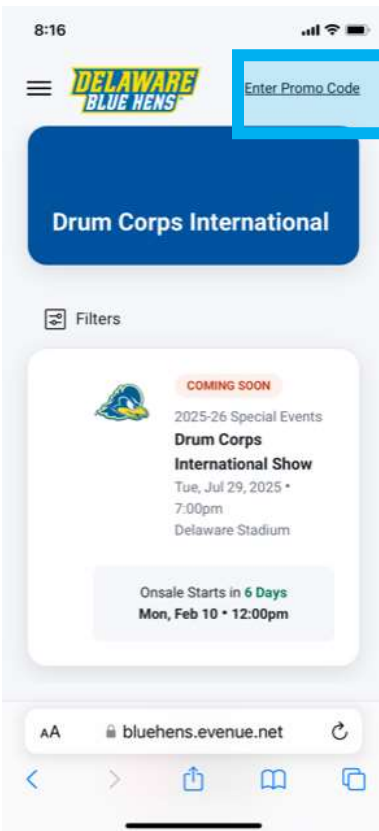 8:16
DELAWARE
BLUE HENS
Enter Promo Code
Drum Corps International
Filters
COMING SOON
2025-26 Special Events
Drum Corps
International Show
Tue, Jul 29, 2025 •
7:00pm
Delaware Stadium
Onsale Starts in 6 Days
Mon, Feb 10 • 12:00pm
AA
bluehens.evenue.net